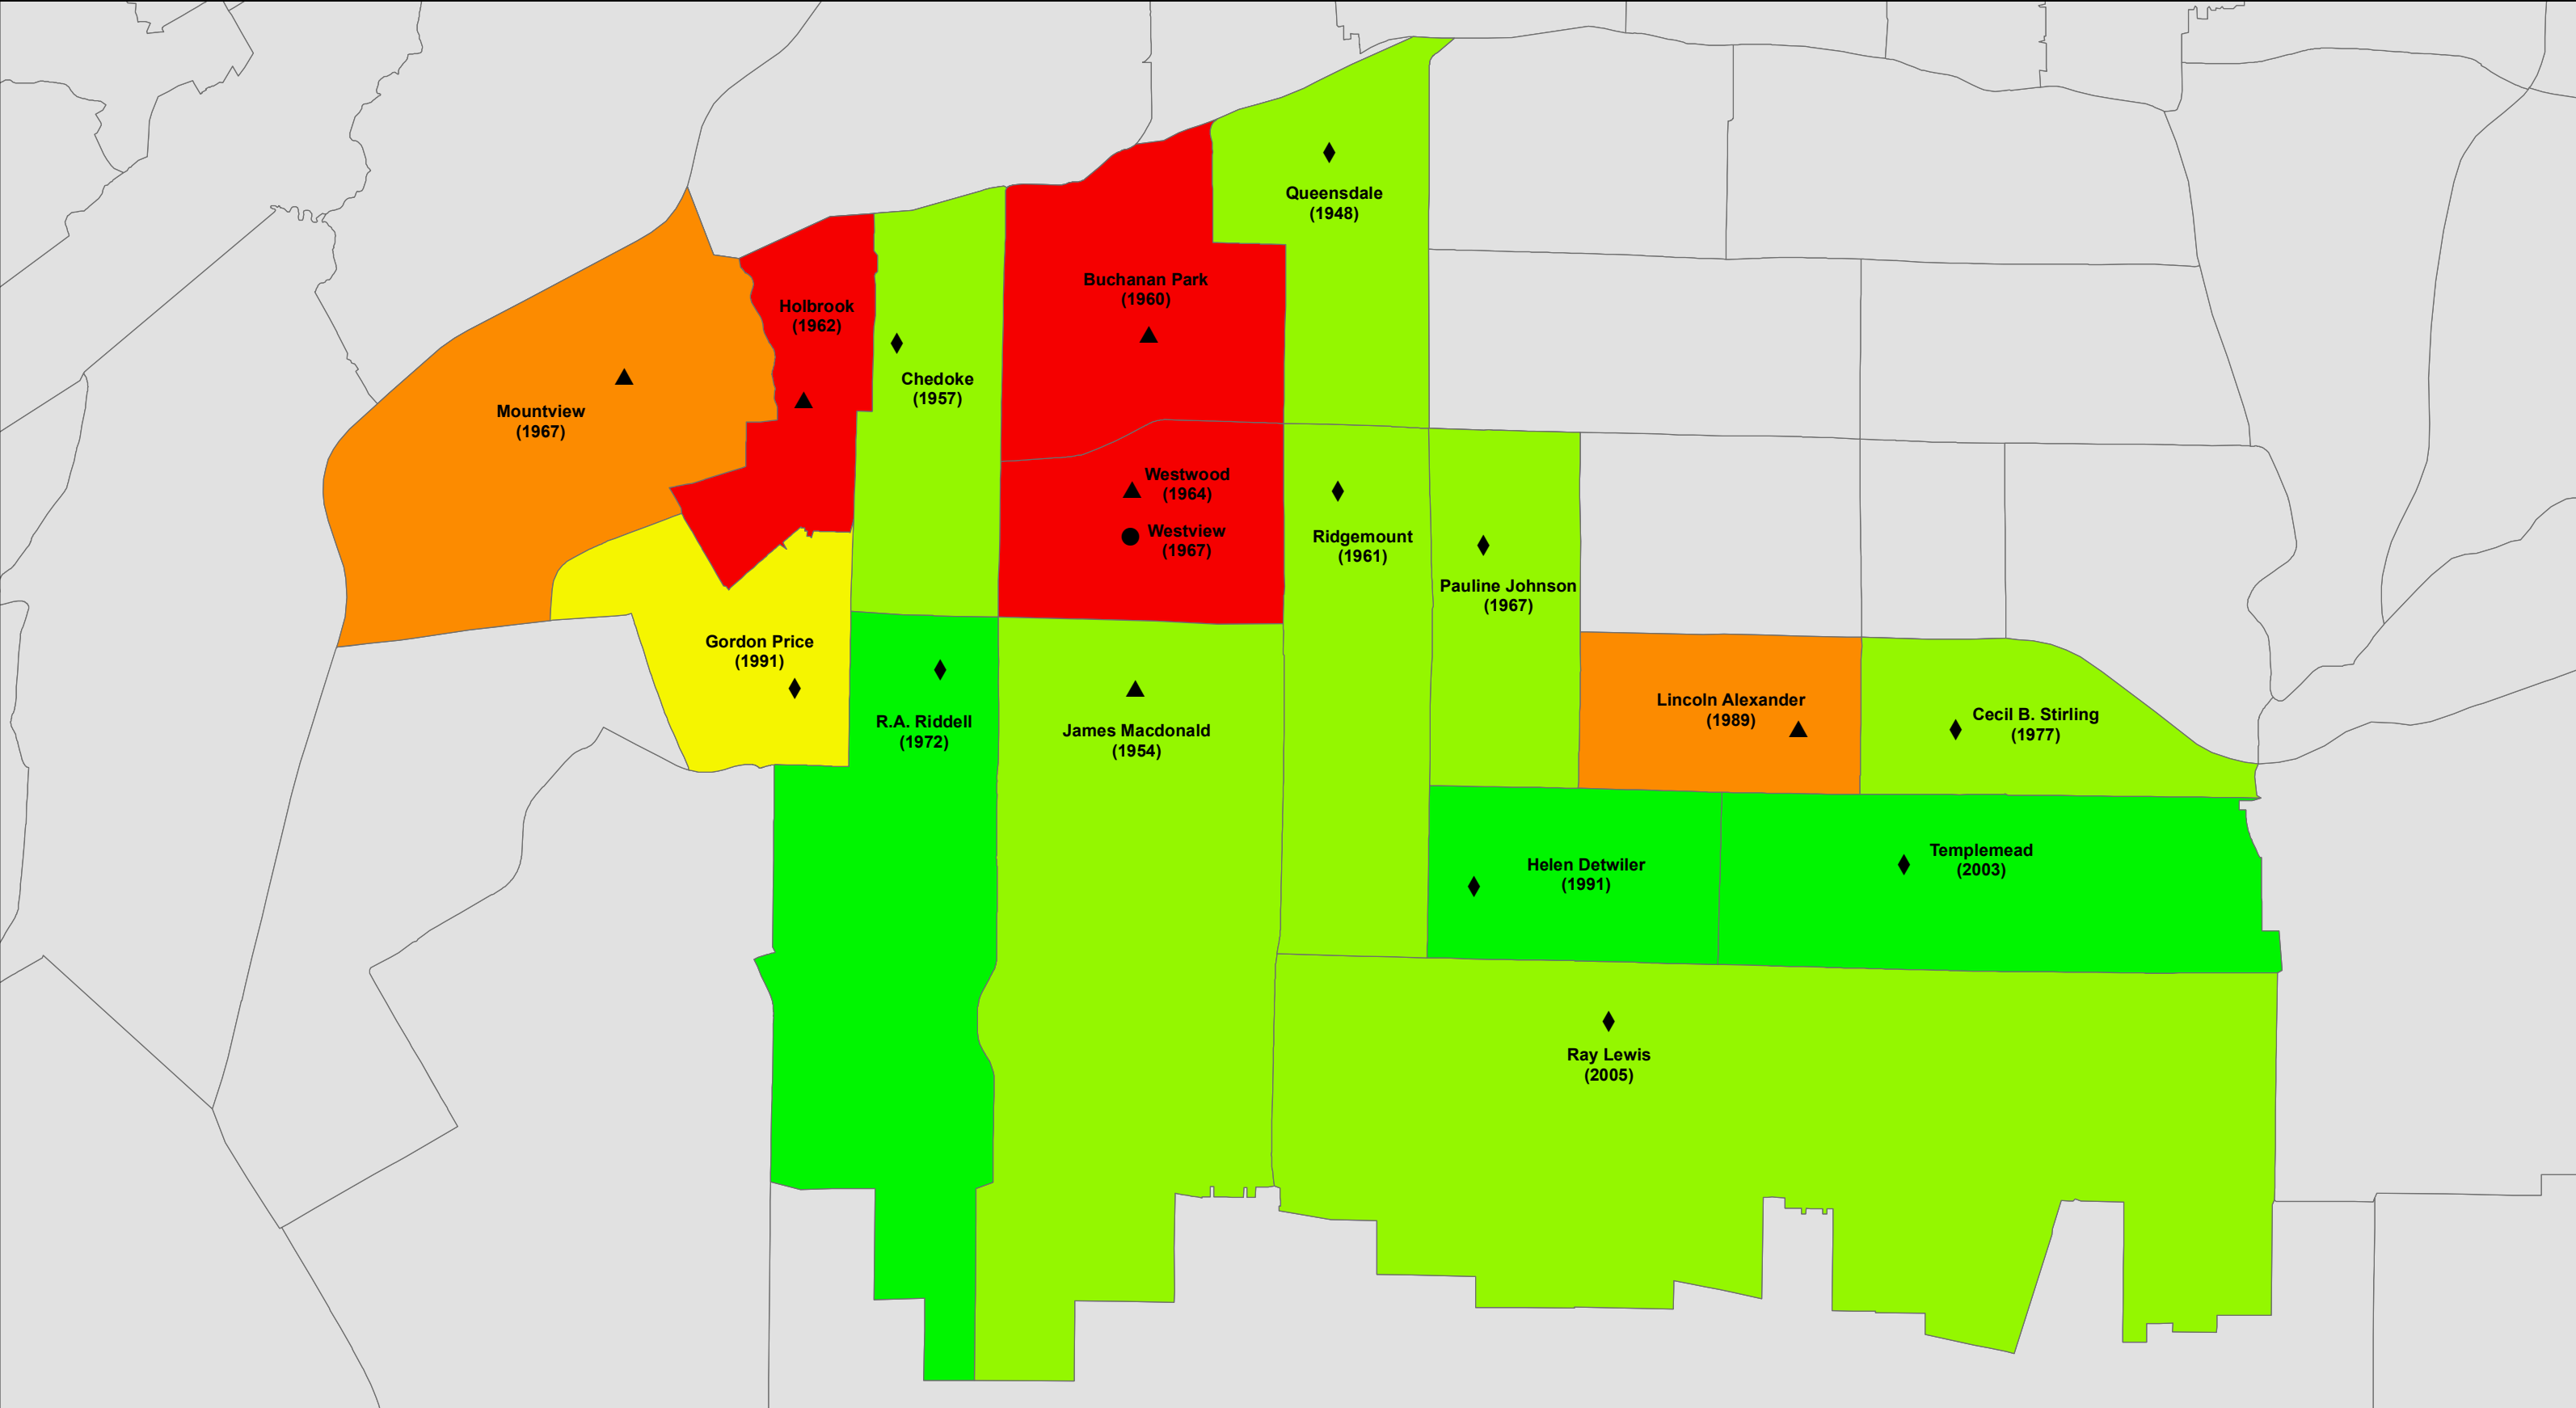 Queensdale
(1948)
Buchanan Park
(1960)
Holbrook
(1962)
Chedoke
(1957)
Mountview
(1967)
Westwood
(1964)
Westview
(1967)
Ridgemount
(1961)
Pauline Johnson
(1967)
Gordon Price
(1991)
R.A. Riddell
(1972)
James Macdonald
(1954)
Lincoln Alexander
(1989)
Cecil B. Stirling
(1977)
Helen Detwiler
(1991)
Templemead
(2003)
Ray Lewis
(2005)